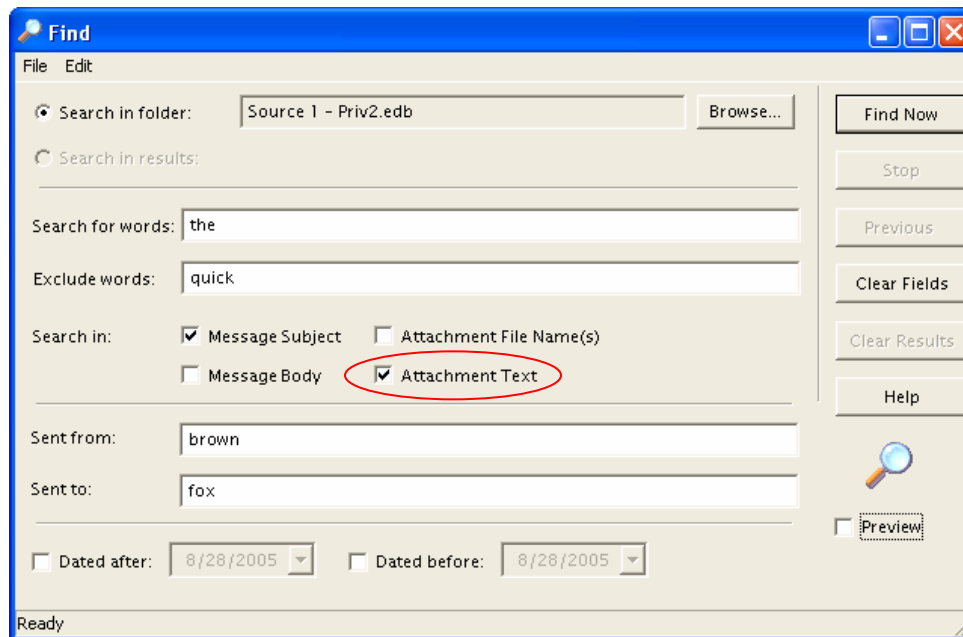 Find
File Edit
Search in folder: Source 1 - Priv2.edb Browse... Find Now
Search in results: Stop
Search for words: the Previous
Exclude words: quick Clear Fields
Search in: Message Subject Attachment File Name(s) Clear Results
Message Body Attachment Text Help
Sent from: brown
Sent to: fox
Preview
Dated after: 8/28/2005 Dated before: 8/28/2005
Ready